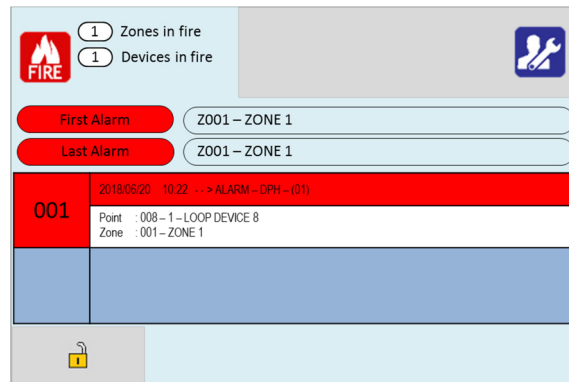 1 Zones in fire
1 Devices in fire
FIRE
First Alarm Z001 – ZONE 1
Last Alarm Z001 – ZONE 1
001
2018/06/20 10:22 --> ALARM – DPH – (01)
Point : 008 – 1 – LOOP DEVICE 8
Zone : 001 – ZONE 1